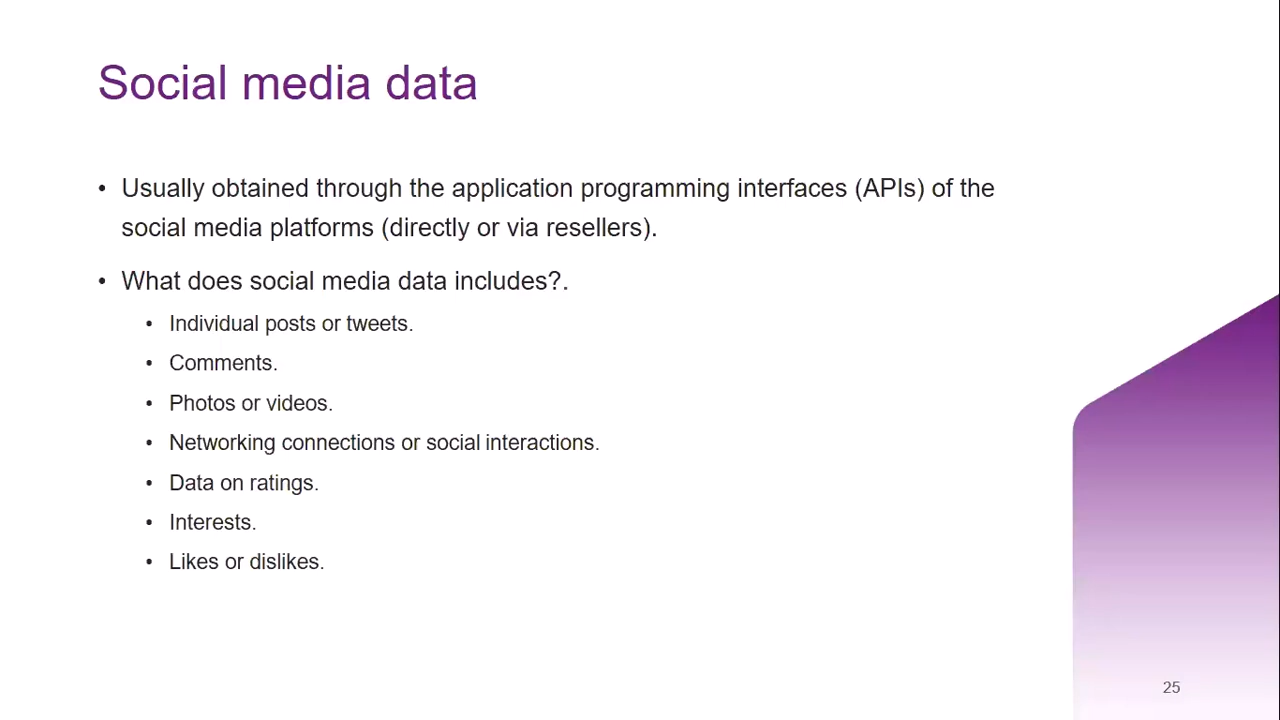 Social media data
• Usually obtained through the application programming interfaces (APIs) of the
social media platforms (directly or via resellers).
• What does social media data includes?.
• Individual posts or tweets.
• Comments.
• Photos or videos.
• Networking connections or social interactions.
• Data on ratings.
• Interests.
• Likes or dislikes.
25